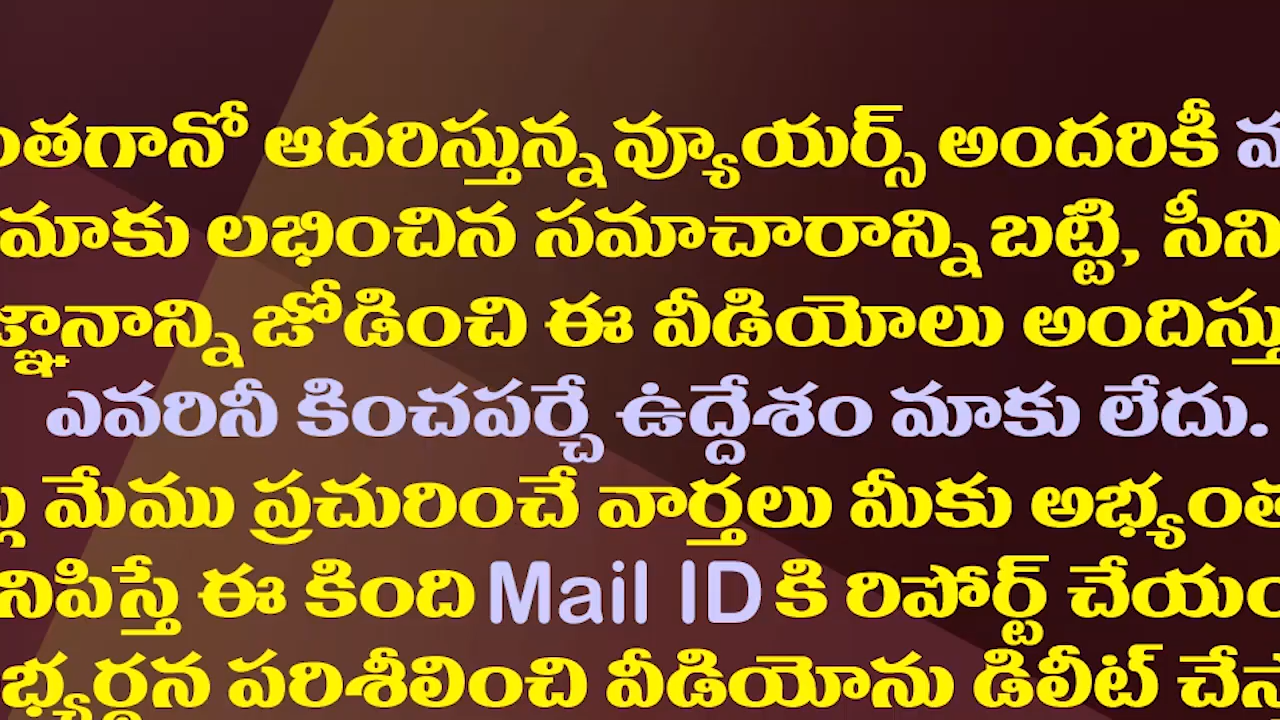 ఆదరిస్తున్న వ్యూయర్స్ అందరికీ
మాకు లభించిన సమాచారాన్ని బట్టి,
జోడించి ఈ వీడియోలు
ఎవరినీ కించపర్చే ఉద్దేశం మాకు లేదు.
మేము ప్రచురించే వార్తలు మీకు
ఈ కింది Mail ID కి రిపోర్ట్
పరిశీలించి వీడియోను డిలీట్